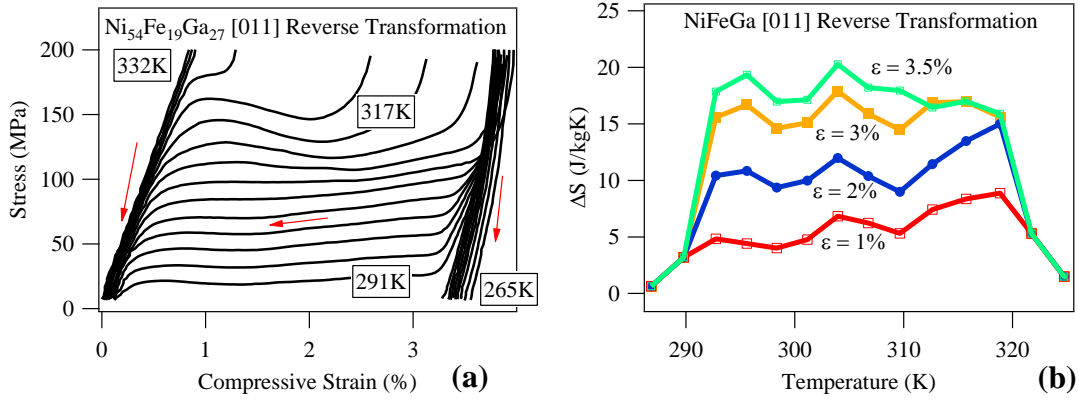 Ni54Fe19Ga27 [011] Reverse Transformation
200
150
100
50
0
Stress (MPa)
332K
317K
291K
265K
0
1
2
3
Compressive Strain (%)
(a)
NiFeGa [011] Reverse Transformation
25
20
15
10
5
0
ΔS (J/kgK)
ε = 3.5%
ε = 3%
ε = 2%
ε = 1%
290
300
310
320
Temperature (K)
(b)